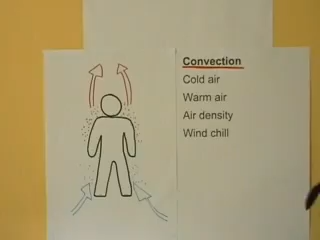 Convection
Cold air
Warm air
Air density
Wind chill